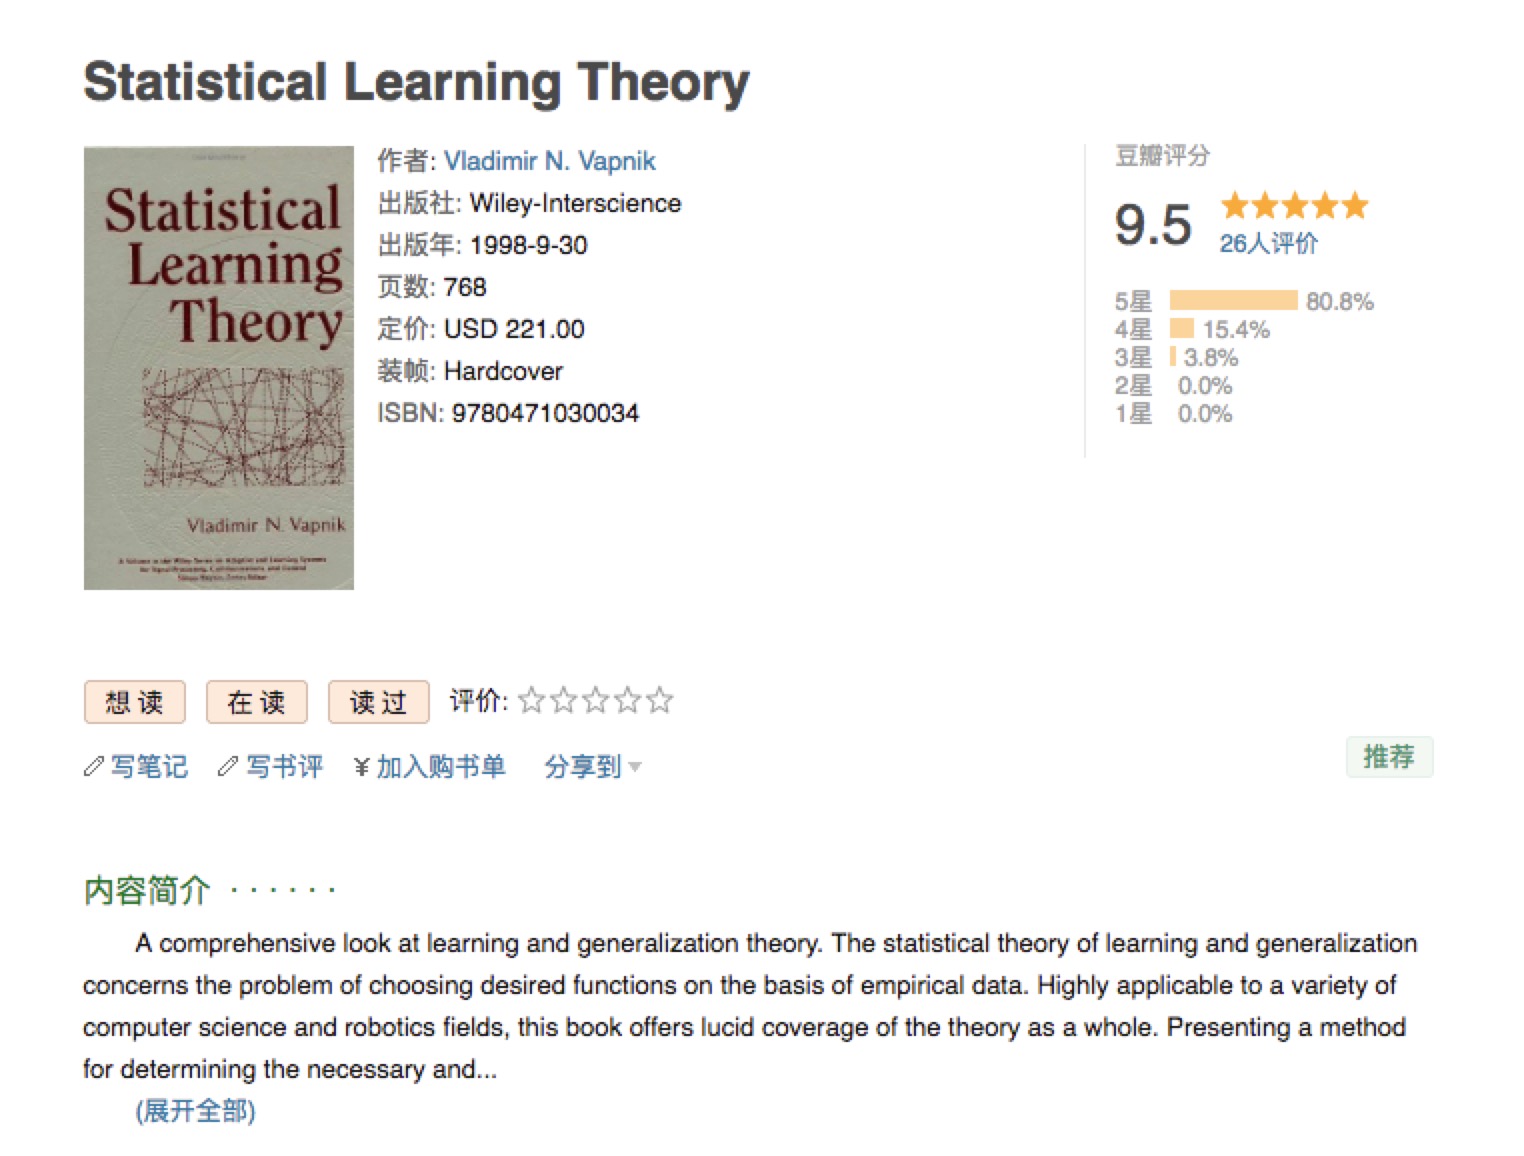 Statistical Learning Theory
Statistical
Learning
Theory
Vladimir N. Vapnik
作者: Vladimir N. Vapnik
出版社: Wiley-Interscience
出版年: 1998-9-30
页数: 768
定价: USD 221.00
装帧: Hardcover
ISBN: 9780471030034
豆瓣评分
9.5
26人评价
5星 80.8%
4星 15.4%
3星 3.8%
2星 0.0%
1星 0.0%
想读 在读 读过 评价:
写笔记 写书评 ¥加入购书单 分享到
推荐
内容简介 · · · · · ·
A comprehensive look at learning and generalization theory. The statistical theory of learning and generalization
concerns the problem of choosing desired functions on the basis of empirical data. Highly applicable to a variety of
computer science and robotics fields, this book offers lucid coverage of the theory as a whole. Presenting a method
for determining the necessary and...
(展开全部)